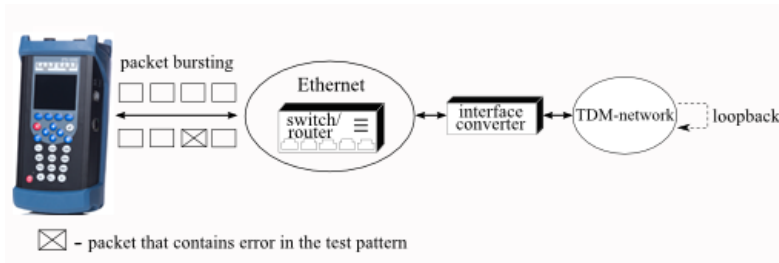 packet bursting
Ethernet
switch/
router
interface
converter
TDM-network
loopback
- packet that contains error in the test pattern